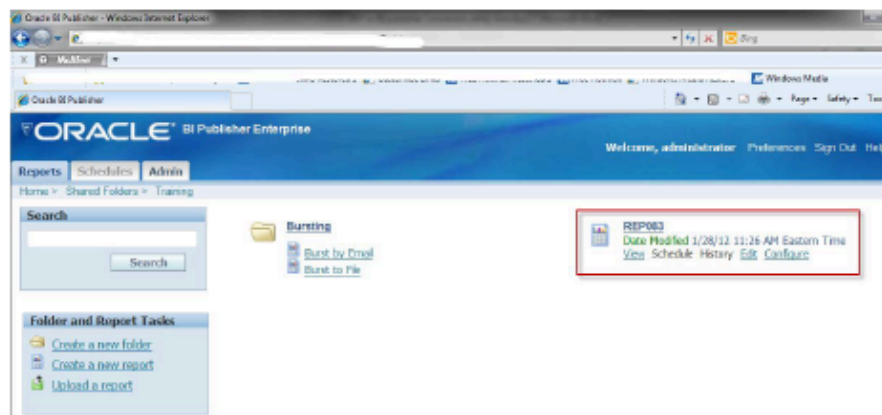 Oracle BI Publisher - Windows Internet Explorer
Bing
X McAfee
Windows Media
Oracle BI Publisher
Page Safety
ORACLE BI Publisher Enterprise
Welcome, administrator Preferences Sign Out Help
Reports Schedules Admin
Home > Shared Folders > Training
Search
Search
Bursting
Burst by Email
Burst to File
REP083
Date Modified 1/28/12 11:26 AM Eastern Time
View Schedule History Edit Configure
Folder and Report Tasks
Create a new folder
Create a new report
Upload a report